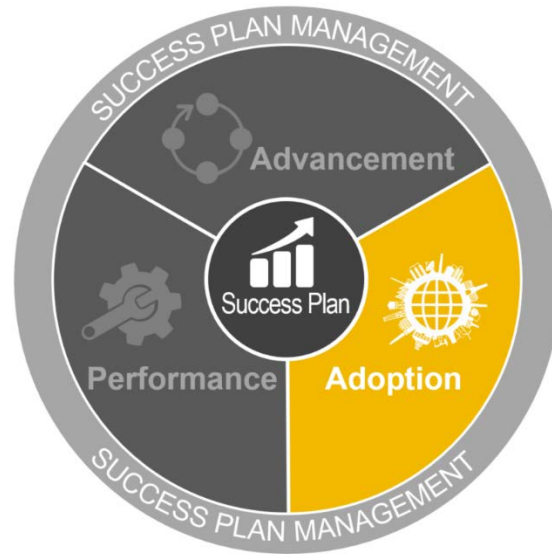 SUCCESS PLAN MANAGEMENT
Advancement
Success Plan
Performance
Adoption
SUCCESS PLAN MANAGEMENT